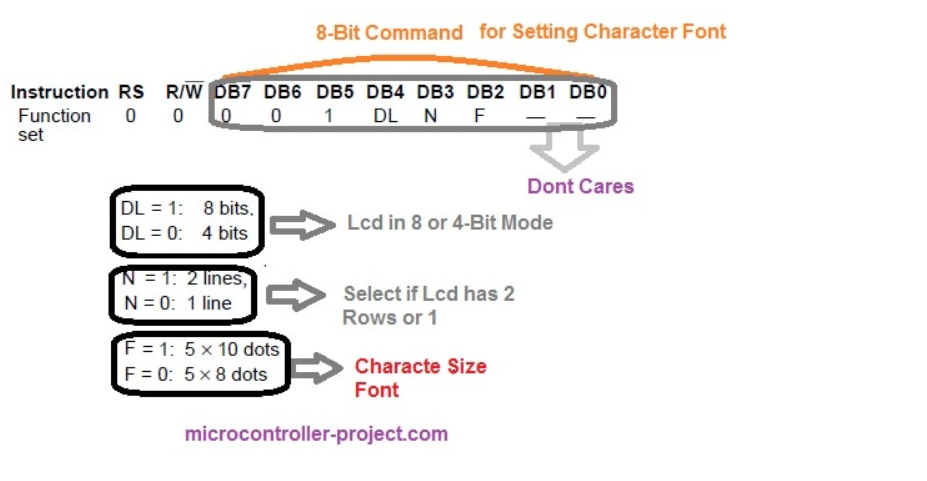 8-Bit Command for Setting Character Font
Instruction RS R/W̅ DB7 DB6 DB5 DB4 DB3 DB2 DB1 DB0
Function set 0 0 0 0 1 DL N F — —
Dont Cares
DL = 1: 8 bits,
DL = 0: 4 bits
Lcd in 8 or 4-Bit Mode
N = 1: 2 lines,
N = 0: 1 line
Select if Lcd has 2
Rows or 1
F = 1: 5 × 10 dots
F = 0: 5 × 8 dots
Characte Size
Font
microcontroller-project.com